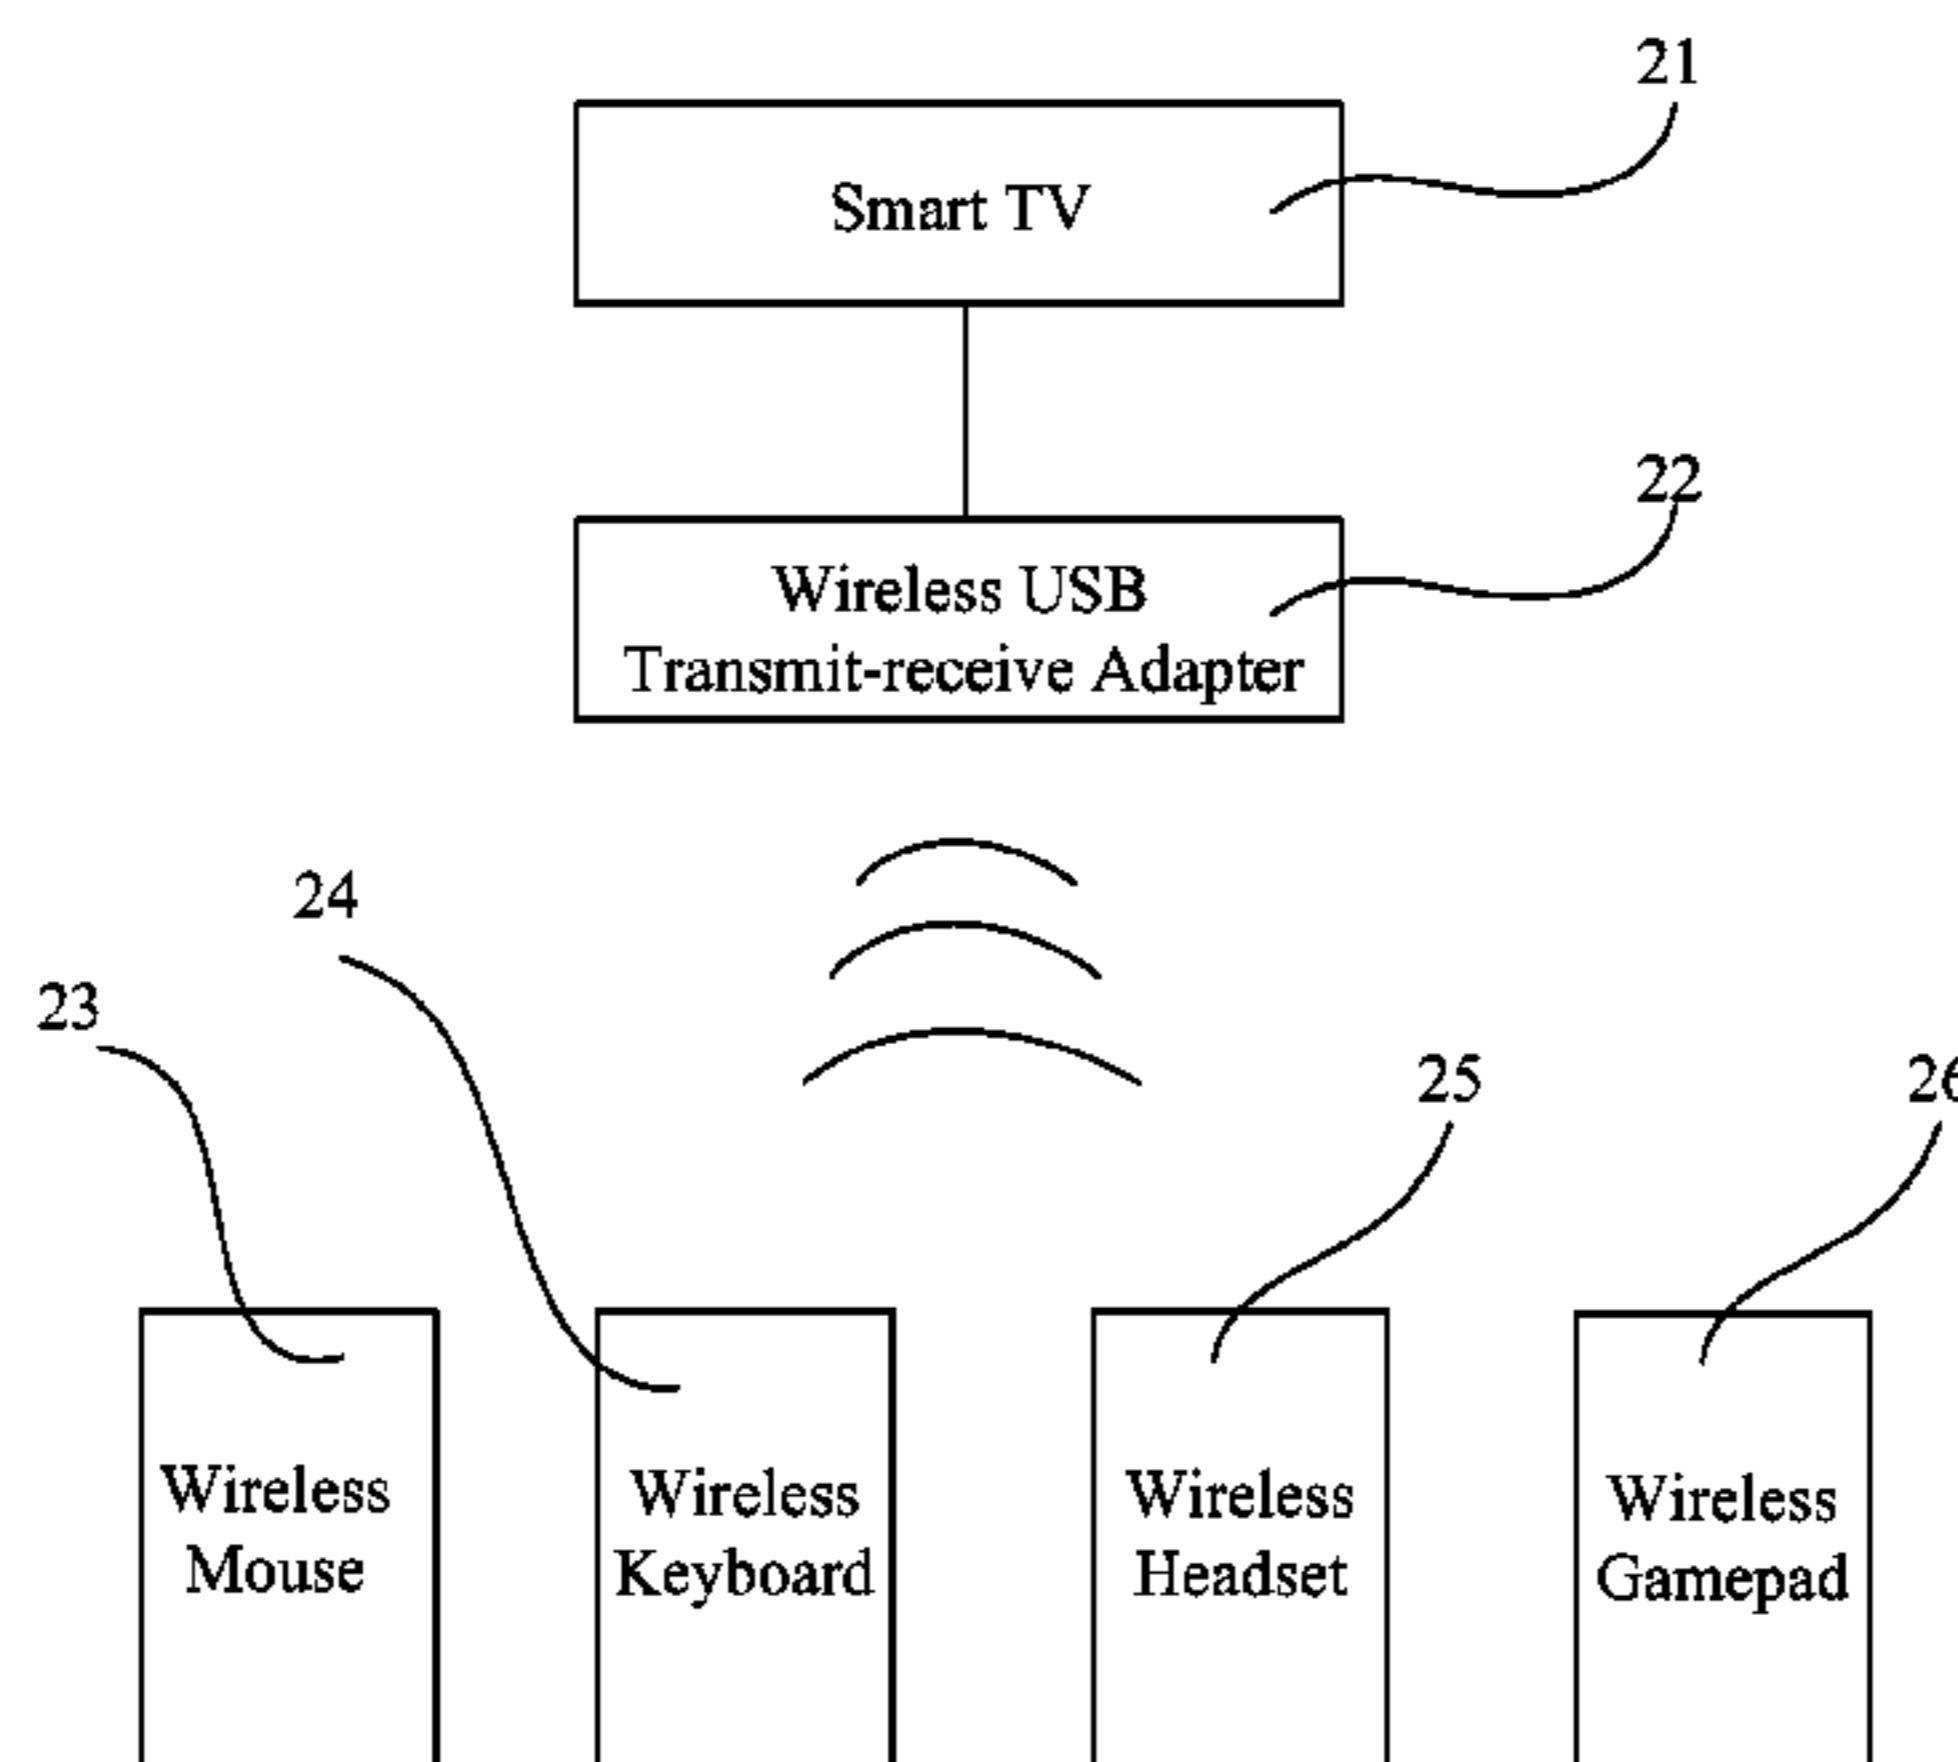 21
Smart TV
22
Wireless USB
Transmit-receive Adapter
24
23
25
26
Wireless
Mouse
Wireless
Keyboard
Wireless
Headset
Wireless
Gamepad